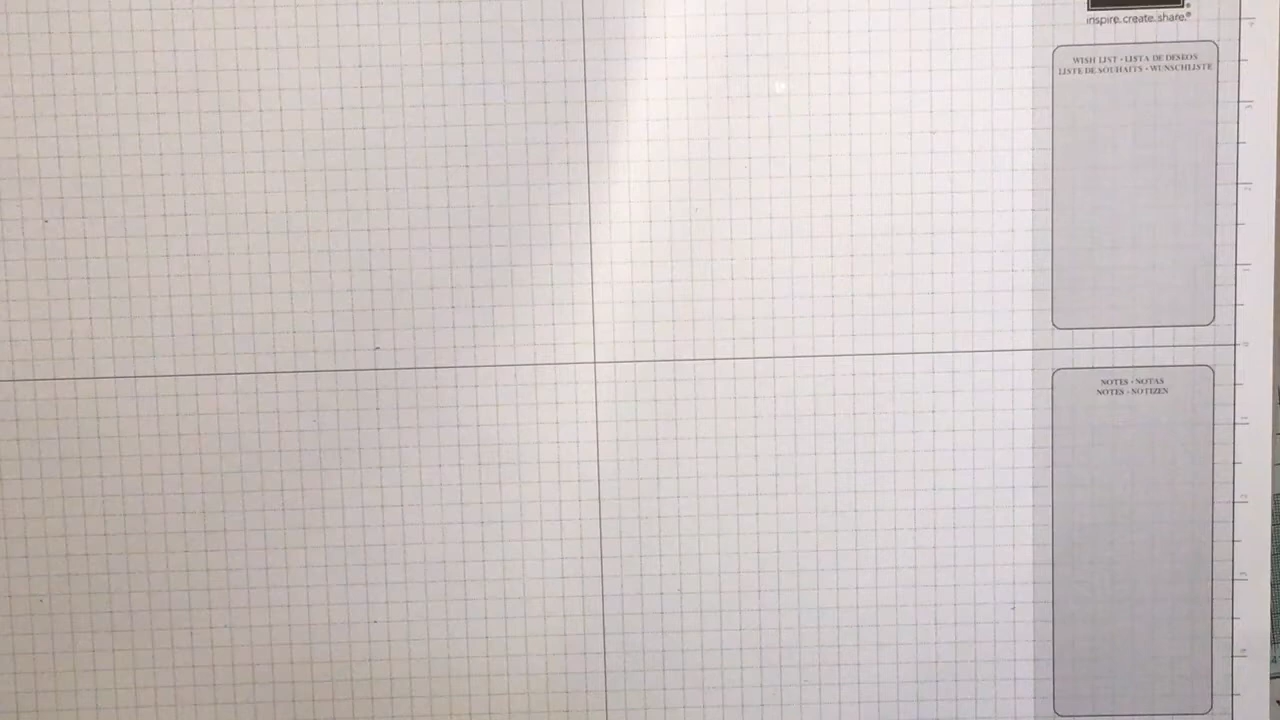 inspire.create.share.®
WISH LIST • LISTA DE DESEOS
LISTE DE SOUHAITS • WUNSCHLISTE
NOTES • NOTAS
NOTES • NOTIZEN